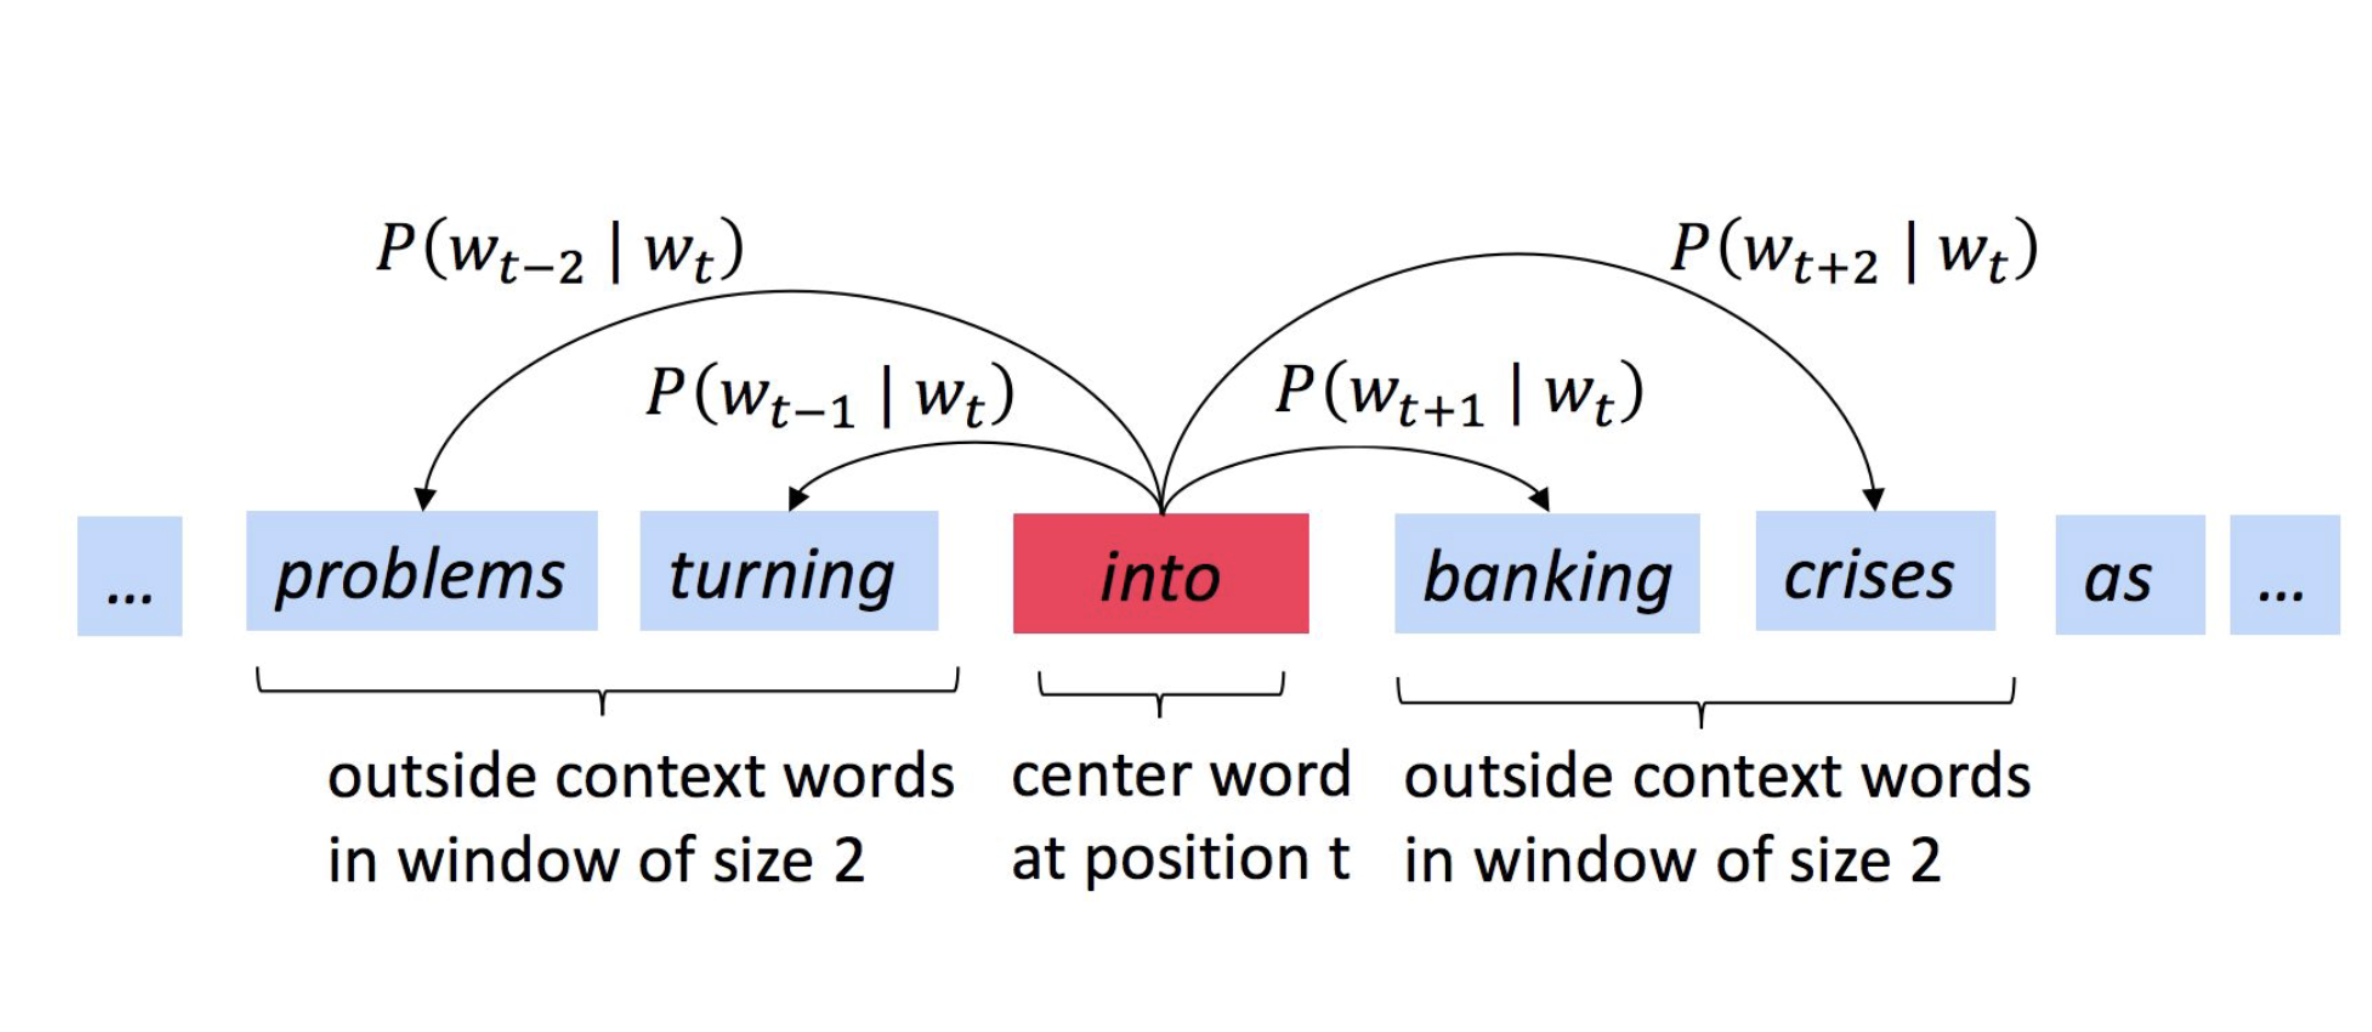 P(w_{t−2} | w_t) P(w_{t+2} | w_t)
P(w_{t−1} | w_t) P(w_{t+1} | w_t)
... problems turning into banking crises as ...
outside context words center word outside context words
in window of size 2 at position t in window of size 2